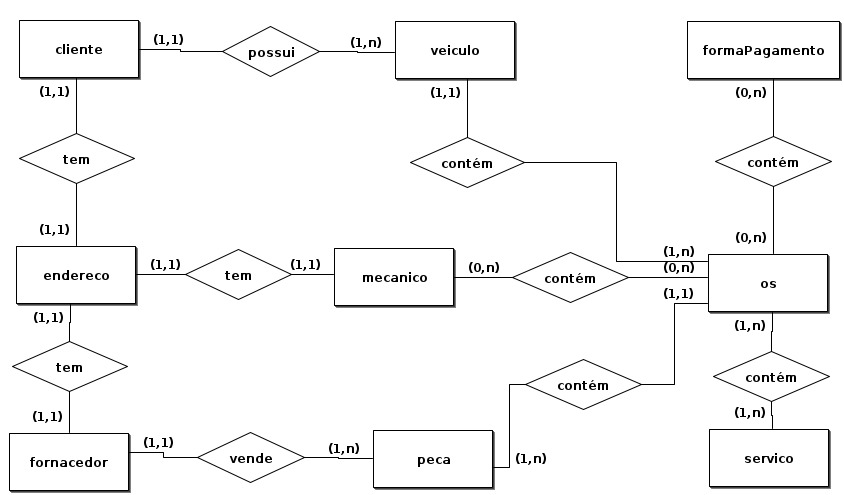 cliente
(1,1)
possui
(1,n)
veiculo
formaPagamento
(1,1)
(1,1)
(0,n)
tem
contém
contém
(1,1)
(0,n)
endereco
(1,1)
tem
(1,1)
mecanico
(0,n)
contém
(1,n)
(0,n)
(1,1)
os
(1,1)
(1,n)
tem
contém
contém
(1,1)
(1,n)
fornacedor
(1,1)
vende
(1,n)
peca
(1,n)
servico